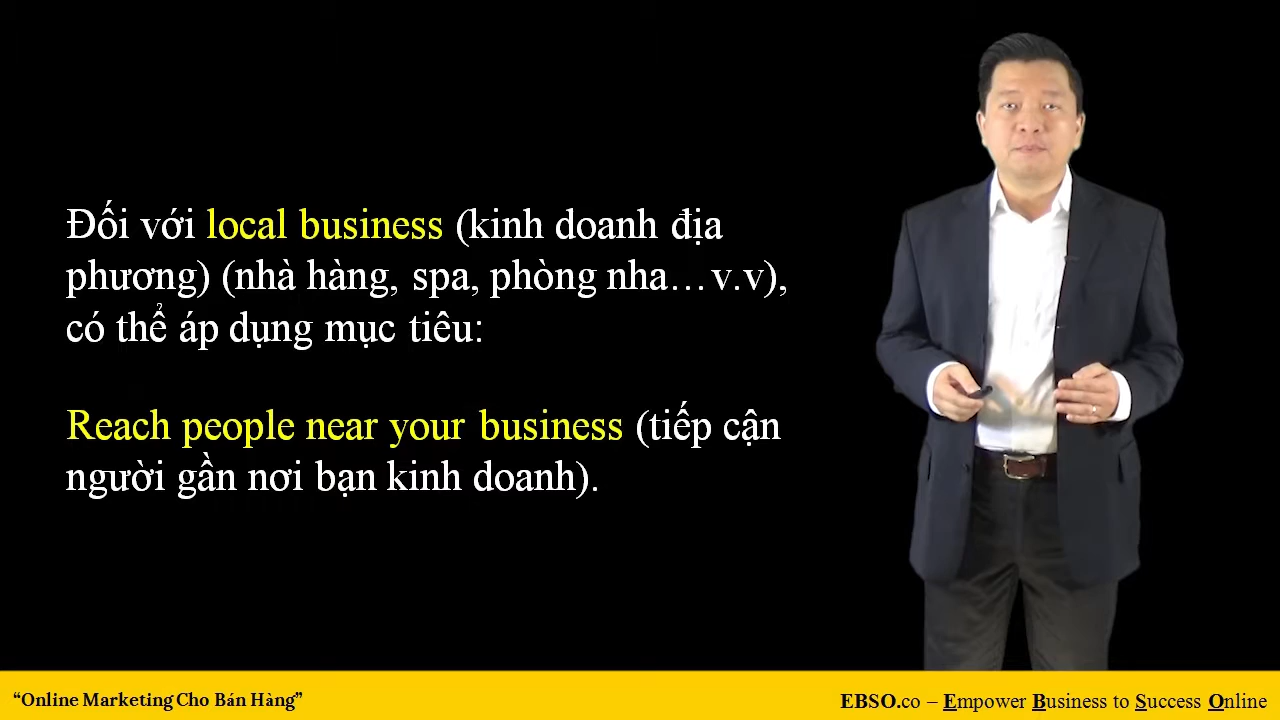 Đối với local business (kinh doanh địa
phương) (nhà hàng, spa, phòng nha…v.v),
có thể áp dụng mục tiêu:
Reach people near your business (tiếp cận
người gần nơi bạn kinh doanh).
“Online Marketing Cho Bán Hàng”
EBSO.co – Empower Business to Success Online